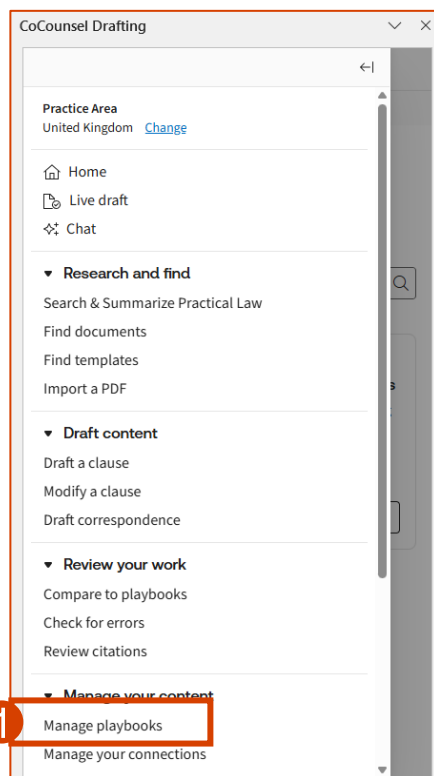 CoCounsel Drafting
Practice Area
United Kingdom Change
Home
Live draft
Chat
Research and find
Search & Summarize Practical Law
Find documents
Find templates
Import a PDF
Draft content
Draft a clause
Modify a clause
Draft correspondence
Review your work
Compare to playbooks
Check for errors
Review citations
Manage your content
Manage playbooks
Manage your connections